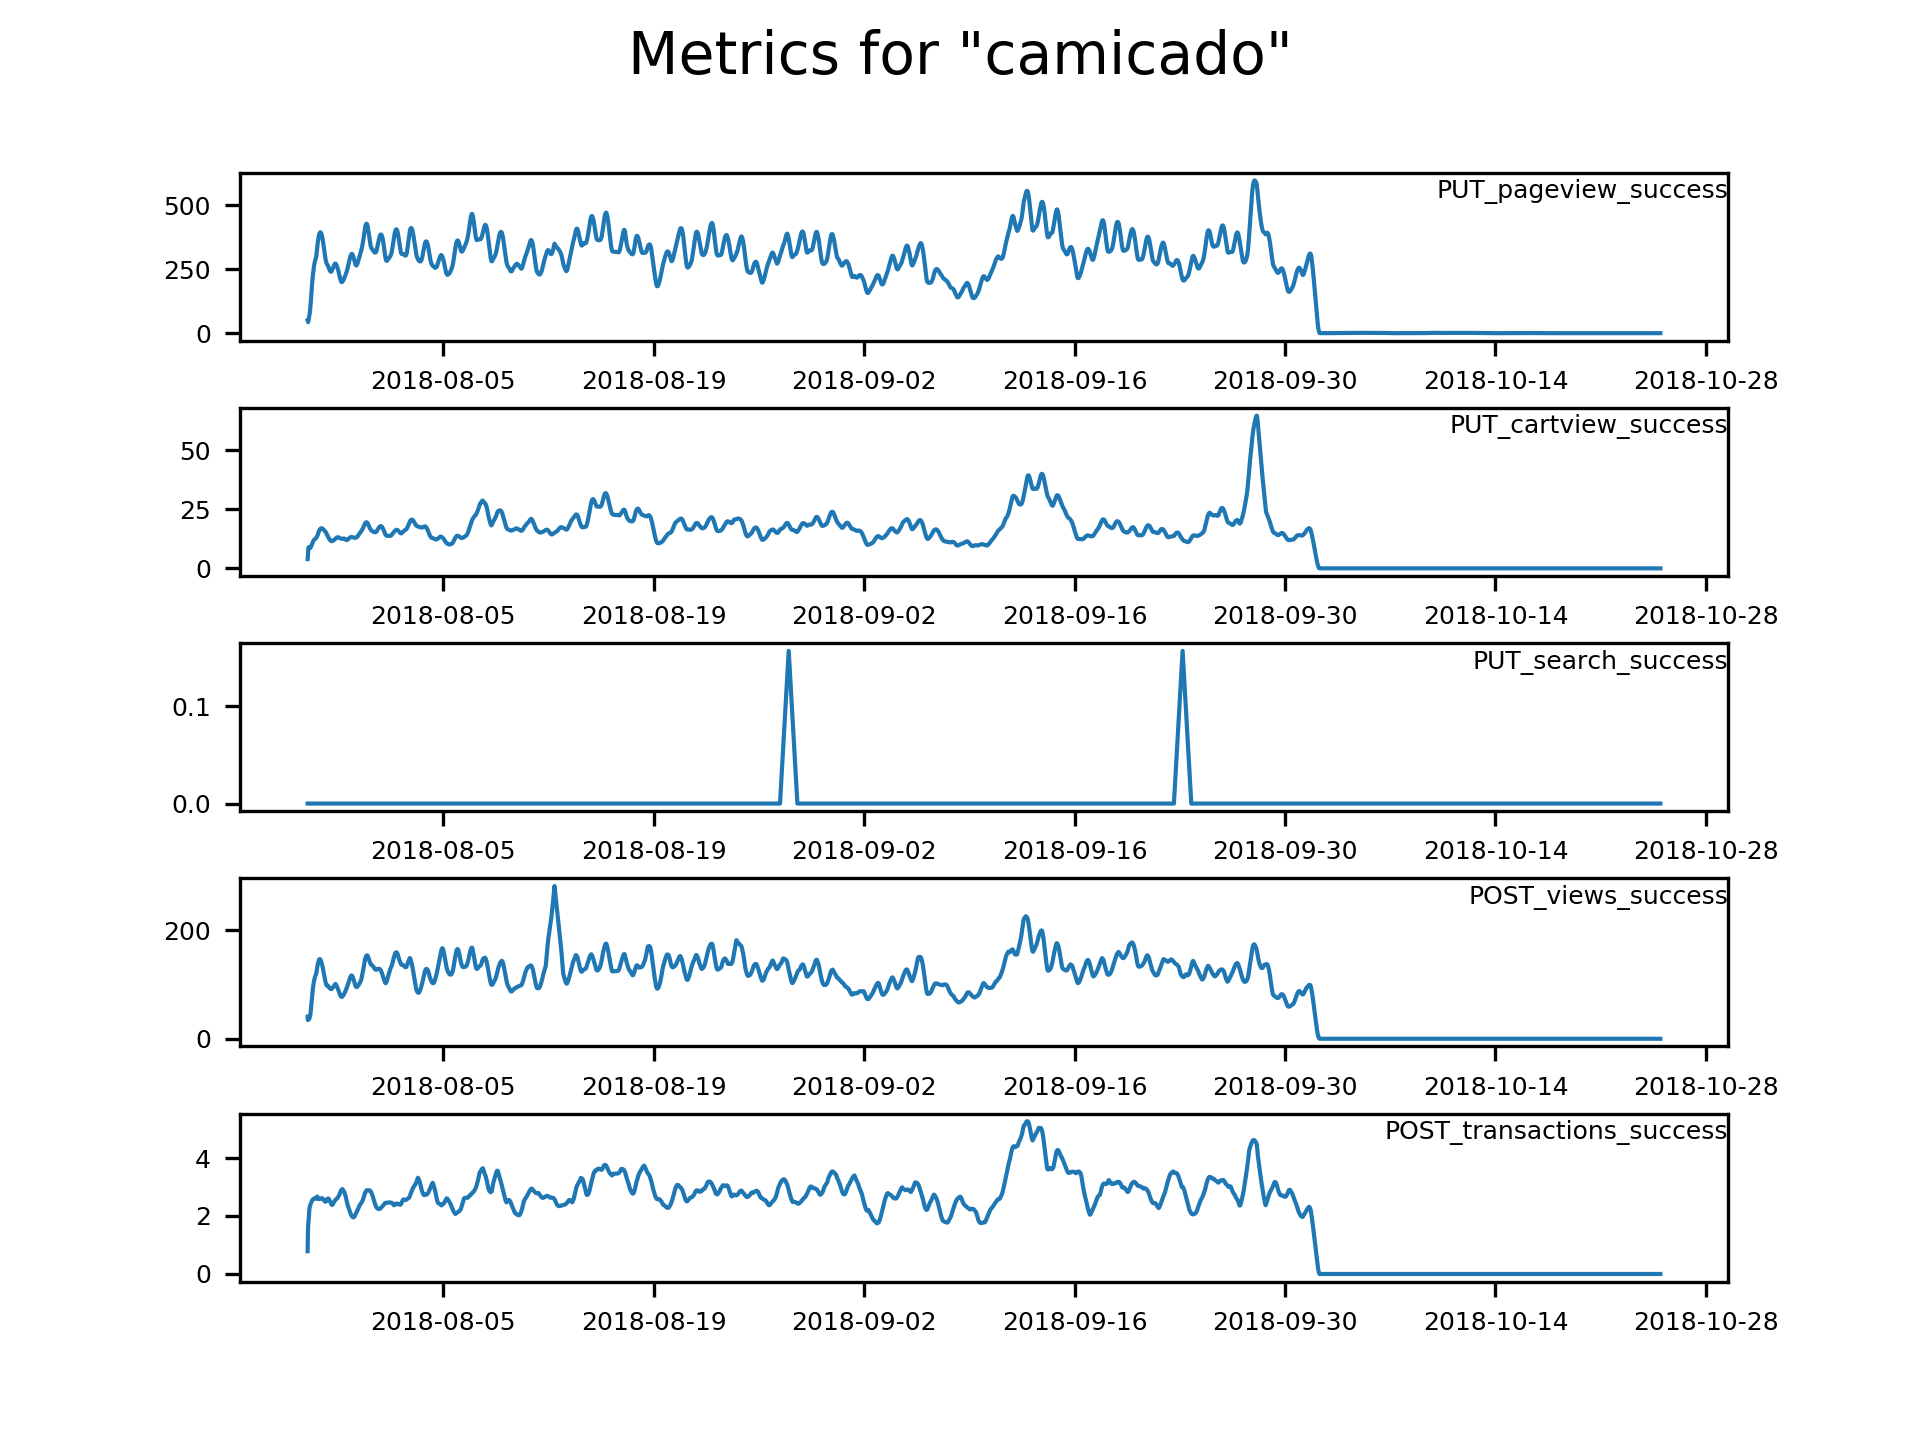 Metrics for "camicado"
PUT_pageview_success
500
250
0
2018-08-05 2018-08-19 2018-09-02 2018-09-16 2018-09-30 2018-10-14 2018-10-28
PUT_cartview_success
50
25
0
2018-08-05 2018-08-19 2018-09-02 2018-09-16 2018-09-30 2018-10-14 2018-10-28
PUT_search_success
0.1
0.0
2018-08-05 2018-08-19 2018-09-02 2018-09-16 2018-09-30 2018-10-14 2018-10-28
POST_views_success
200
0
2018-08-05 2018-08-19 2018-09-02 2018-09-16 2018-09-30 2018-10-14 2018-10-28
POST_transactions_success
4
2
0
2018-08-05 2018-08-19 2018-09-02 2018-09-16 2018-09-30 2018-10-14 2018-10-28